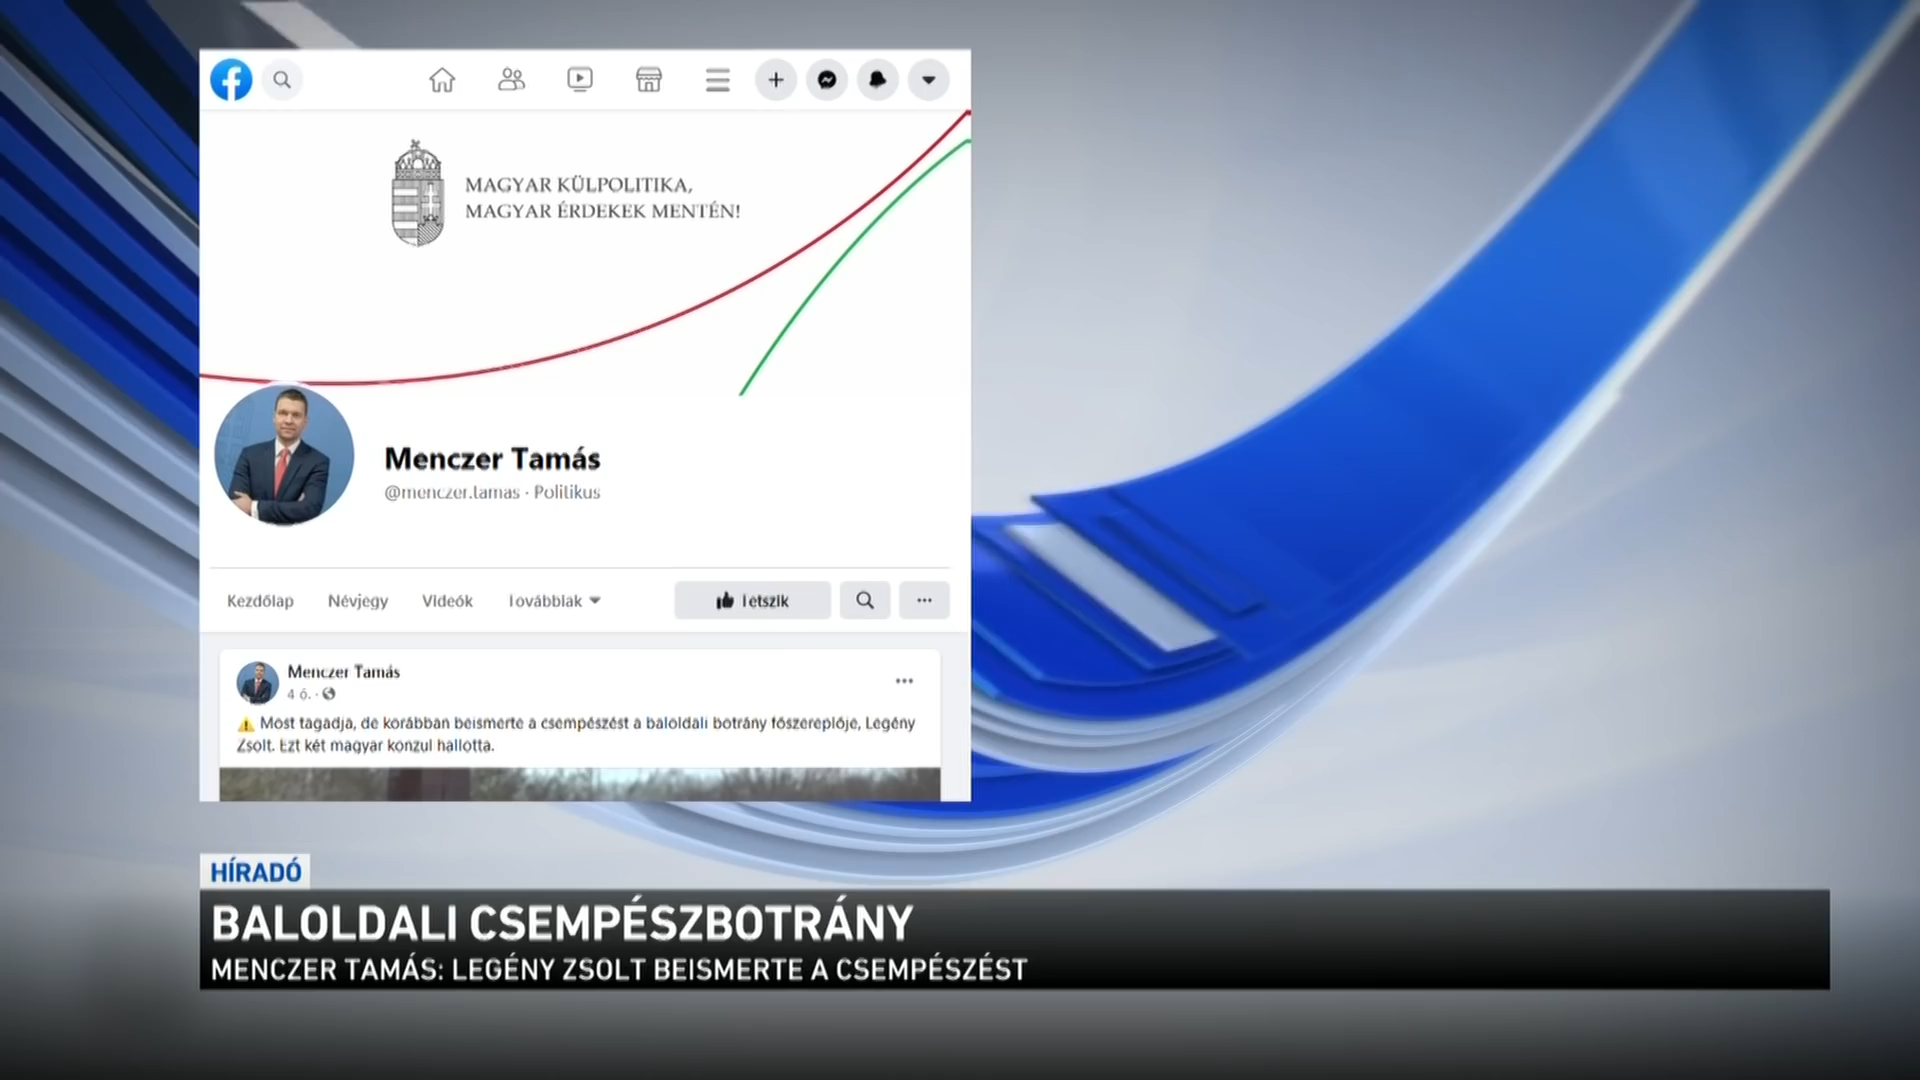 MAGYAR KÜLPOLITIKA,
MAGYAR ÉRDEKEK MENTÉN!
Menczer Tamás
@menczer.tamas · Politikus
Kezdőlap Névjegy Videók Továbbiak Tetszik
Menczer Tamás
4 ó. ·
Most tagadja, de korábban beismerte a csempészést a baloldali botrány főszereplője, Legény
Zsolt. Ezt két magyar konzul hallotta.
HÍRADÓ
BALOLDALI CSEMPÉSZBOTRÁNY
MENCZER TAMÁS: LEGÉNY ZSOLT BEISMERTE A CSEMPÉSZÉST